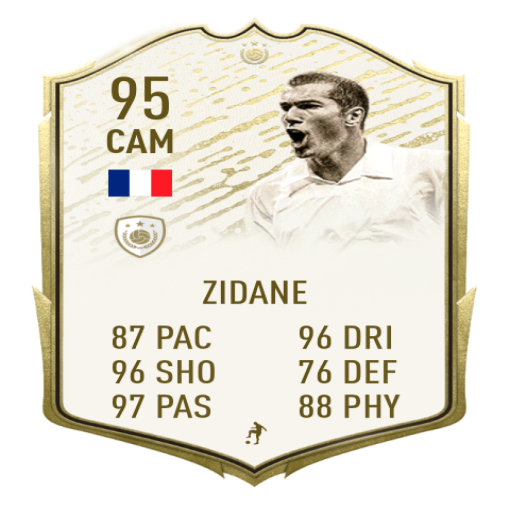 95
CAM
ZIDANE
87 PAC 96 DRI
96 SHO 76 DEF
97 PAS 88 PHY